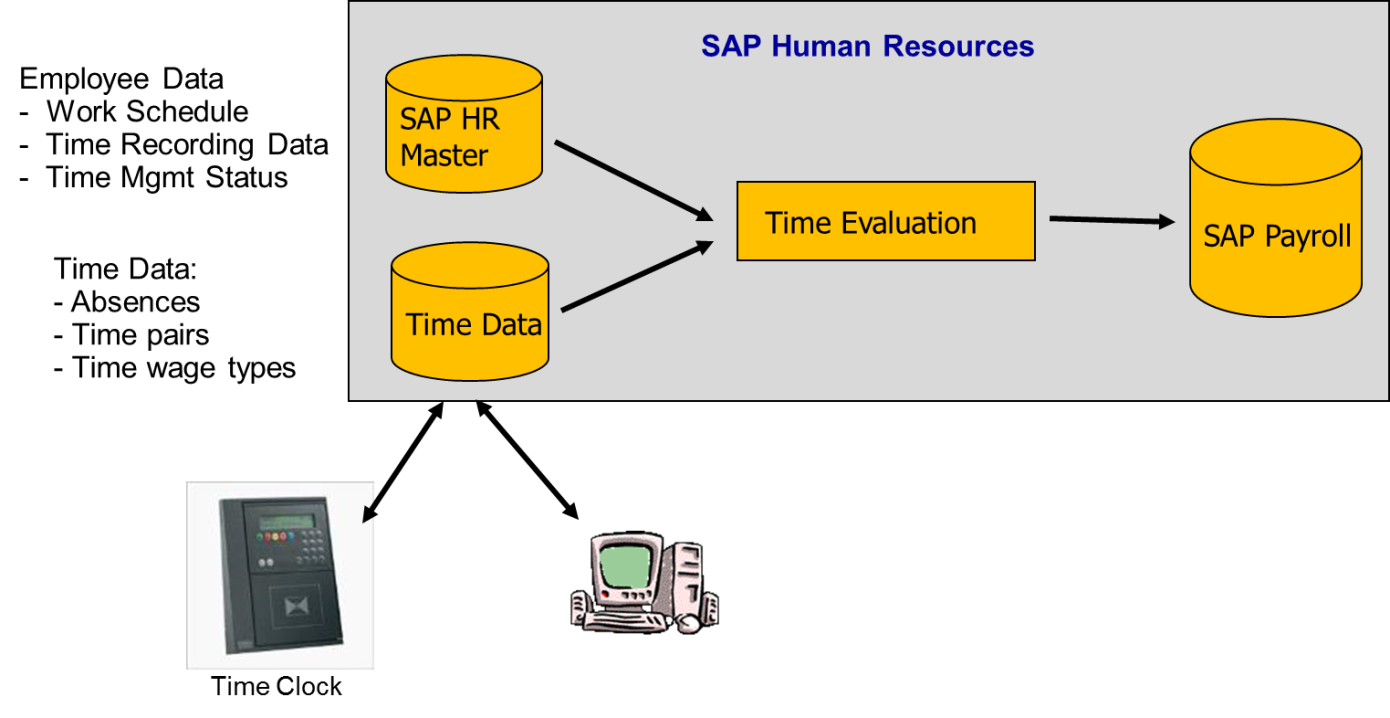 SAP Human Resources
Employee Data
- Work Schedule
- Time Recording Data
- Time Mgmt Status
SAP HR
Master
Time Evaluation
SAP Payroll
Time Data:
- Absences
- Time pairs
- Time wage types
Time Data
Time Clock